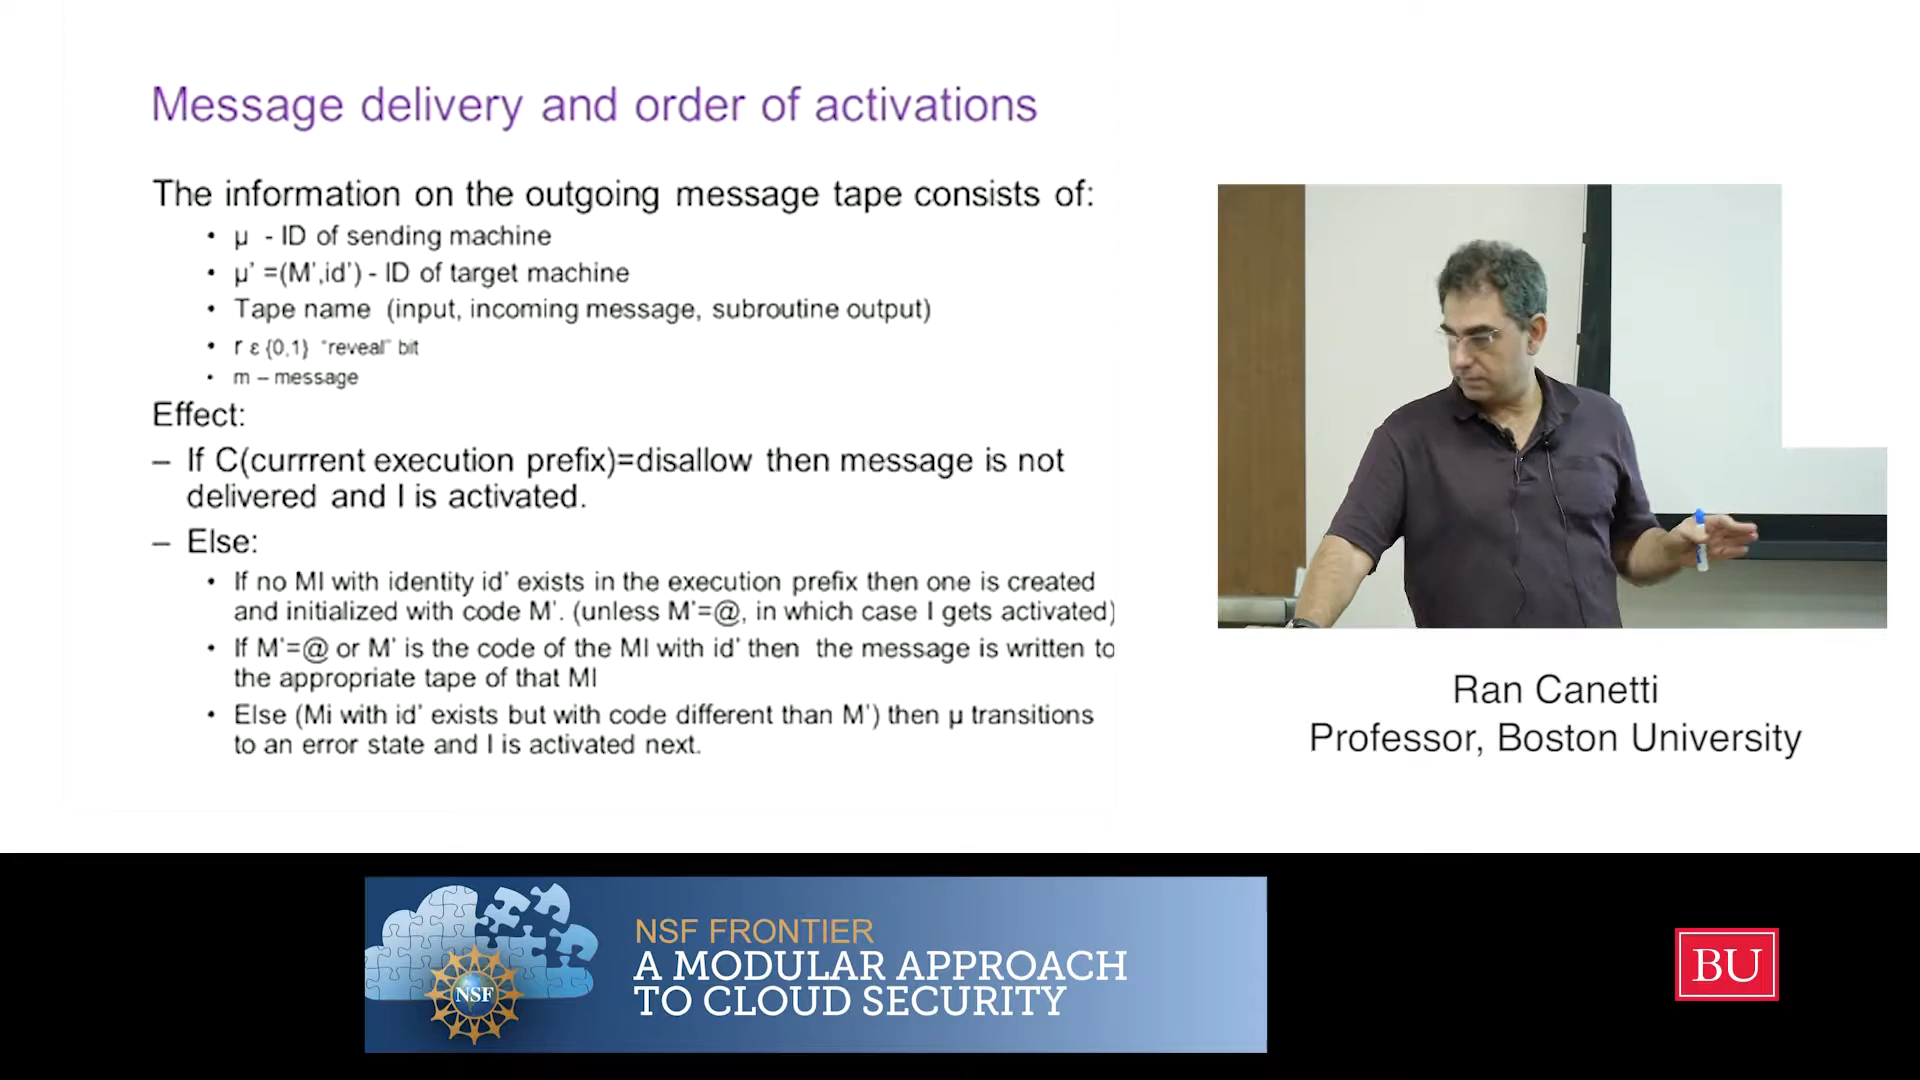 Message delivery and order of activations
The information on the outgoing message tape consists of:
• µ - ID of sending machine
• µ' =(M',id') - ID of target machine
• Tape name (input, incoming message, subroutine output)
• r ε {0,1} "reveal" bit
• m – message
Effect:
– If C(currrent execution prefix)=disallow then message is not
delivered and I is activated.
– Else:
• If no MI with identity id' exists in the execution prefix then one is created
and initialized with code M'. (unless M'=@, in which case I gets activated)
• If M'=@ or M' is the code of the MI with id' then the message is written to
the appropriate tape of that MI
• Else (Mi with id' exists but with code different than M') then µ transitions
to an error state and I is activated next.
Ran Canetti
Professor, Boston University
NSF
NSF FRONTIER
A MODULAR APPROACH
TO CLOUD SECURITY
BU